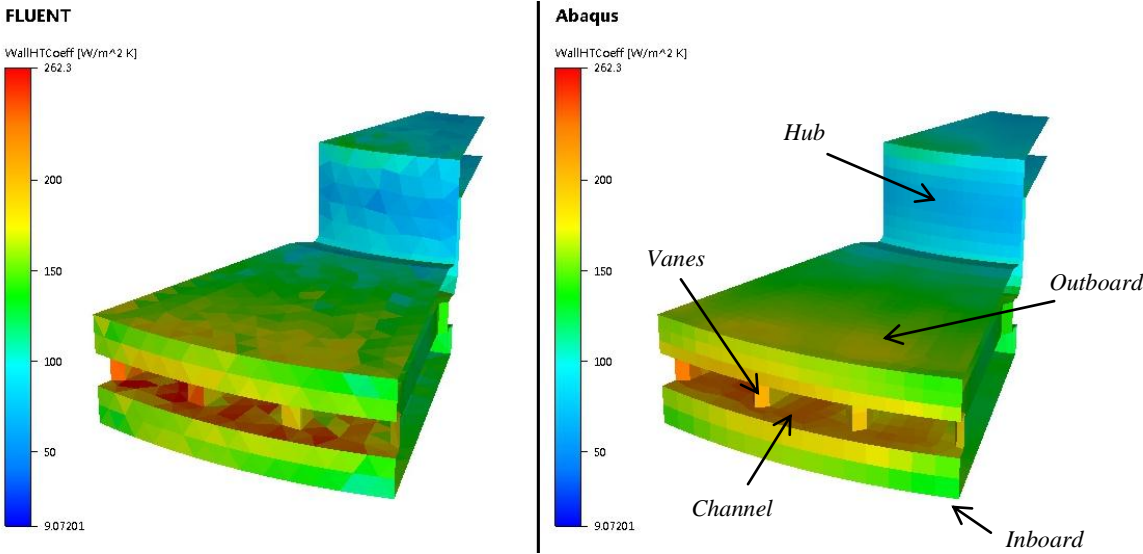 FLUENT
WallHTCoeff [W/m^2 K]
262.3
200
150
100
50
9.07201
Abaqus
WallHTCoeff [W/m^2 K]
262.3
200
150
100
50
9.07201
Hub
Vanes
Outboard
Channel
Inboard